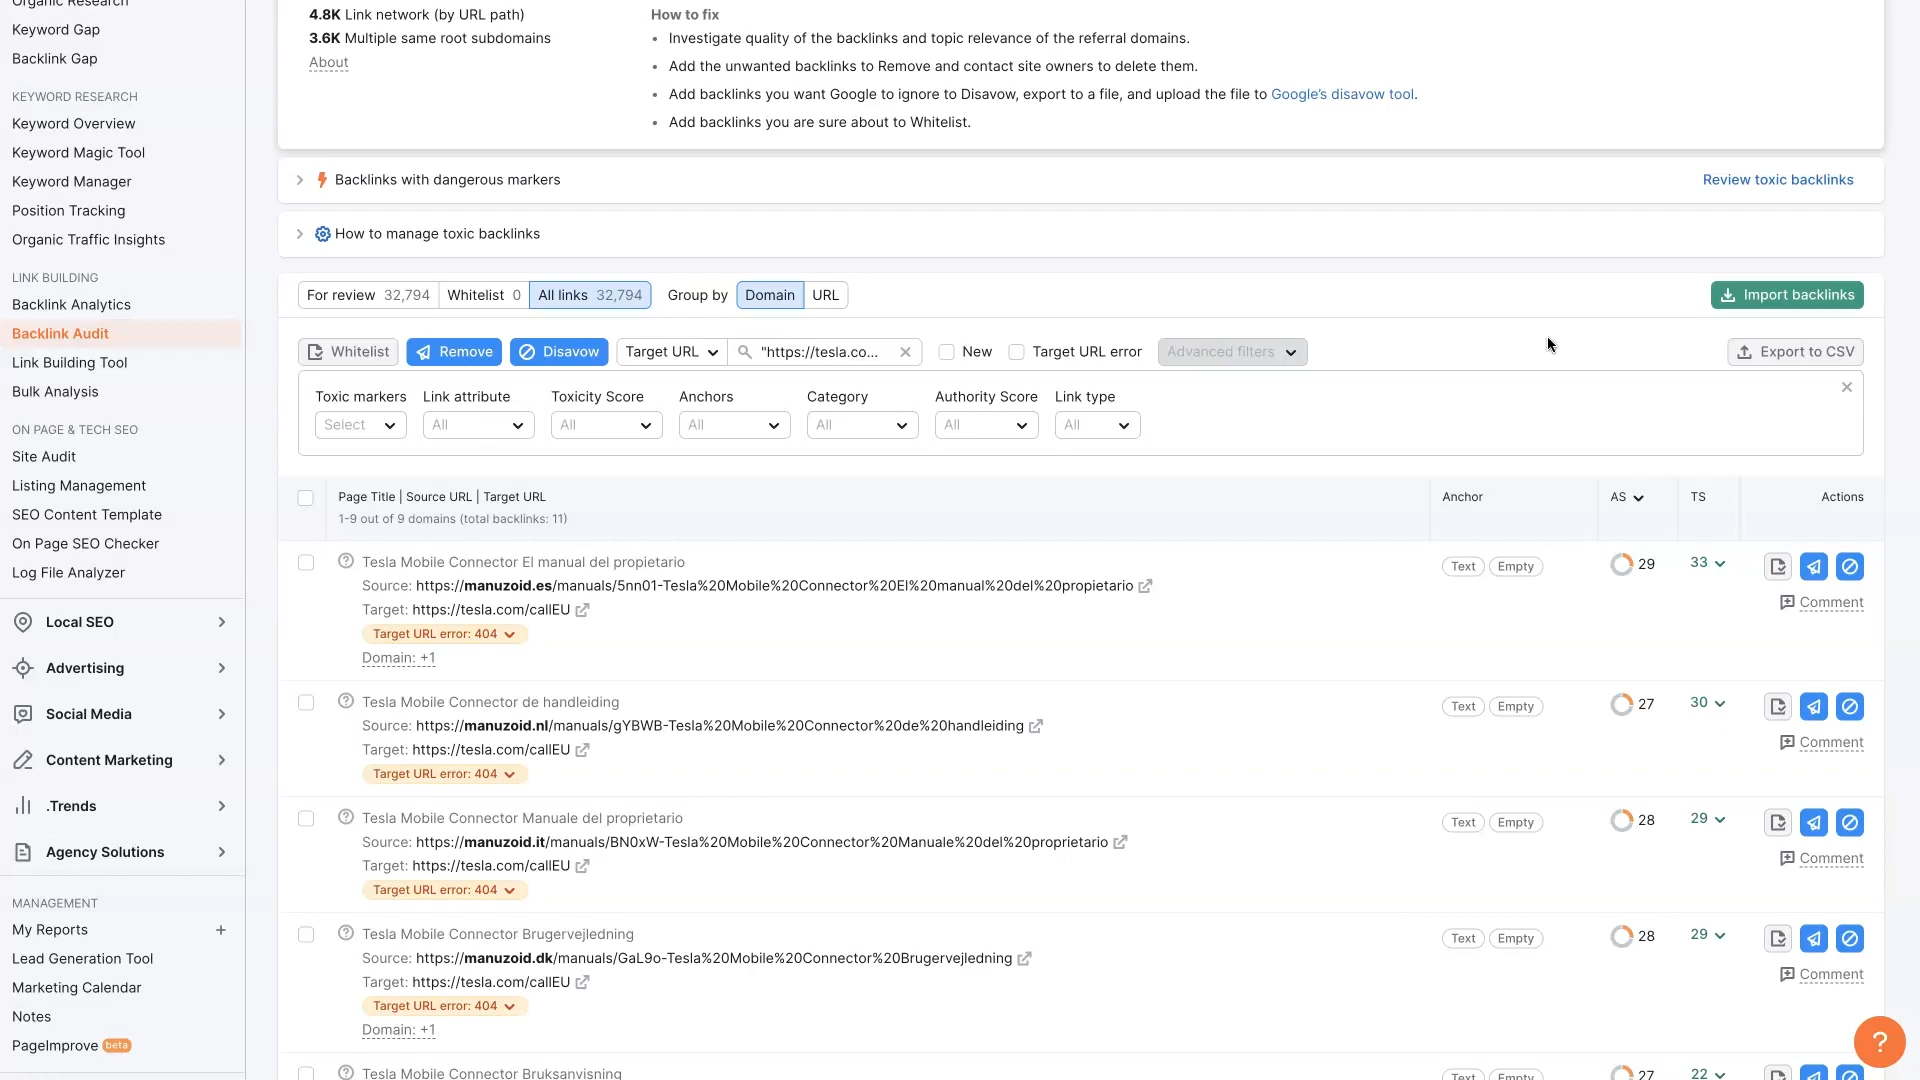 Organic Research
Keyword Gap
Backlink Gap
KEYWORD RESEARCH
Keyword Overview
Keyword Magic Tool
Keyword Manager
Position Tracking
Organic Traffic Insights
LINK BUILDING
Backlink Analytics
Backlink Audit
Link Building Tool
Bulk Analysis
ON PAGE & TECH SEO
Site Audit
Listing Management
SEO Content Template
On Page SEO Checker
Log File Analyzer
Local SEO
Advertising
Social Media
Content Marketing
.Trends
Agency Solutions
MANAGEMENT
My Reports +
Lead Generation Tool
Marketing Calendar
Notes
PageImprove beta
4.8K Link network (by URL path)
3.6K Multiple same root subdomains
About
How to fix
• Investigate quality of the backlinks and topic relevance of the referral domains.
• Add the unwanted backlinks to Remove and contact site owners to delete them.
• Add backlinks you want Google to ignore to Disavow, export to a file, and upload the file to Google's disavow tool.
• Add backlinks you are sure about to Whitelist.
Backlinks with dangerous markers Review toxic backlinks
How to manage toxic backlinks
For review 32,794 Whitelist 0 All links 32,794 Group by Domain URL Import backlinks
Whitelist Remove Disavow Target URL "https://tesla.co... New Target URL error Advanced filters Export to CSV
Toxic markers Link attribute Toxicity Score Anchors Category Authority Score Link type
Select All All All All All All
Page Title | Source URL | Target URL Anchor AS TS Actions
1-9 out of 9 domains (total backlinks: 11)
Tesla Mobile Connector El manual del propietario Text Empty 29 33
Source: https://manuzoid.es/manuals/5nn01-Tesla%20Mobile%20Connector%20El%20manual%20del%20propietario
Target: https://tesla.com/callEU Comment
Target URL error: 404
Domain: +1
Tesla Mobile Connector de handleiding Text Empty 27 30
Source: https://manuzoid.nl/manuals/gYBWB-Tesla%20Mobile%20Connector%20de%20handleiding
Target: https://tesla.com/callEU Comment
Target URL error: 404
Tesla Mobile Connector Manuale del proprietario Text Empty 28 29
Source: https://manuzoid.it/manuals/BN0xW-Tesla%20Mobile%20Connector%20Manuale%20del%20proprietario
Target: https://tesla.com/callEU Comment
Target URL error: 404
Tesla Mobile Connector Brugervejledning Text Empty 28 29
Source: https://manuzoid.dk/manuals/GaL9o-Tesla%20Mobile%20Connector%20Brugervejledning
Target: https://tesla.com/callEU Comment
Target URL error: 404
Domain: +1
Tesla Mobile Connector Bruksanvisning Text Empty 27 22
?